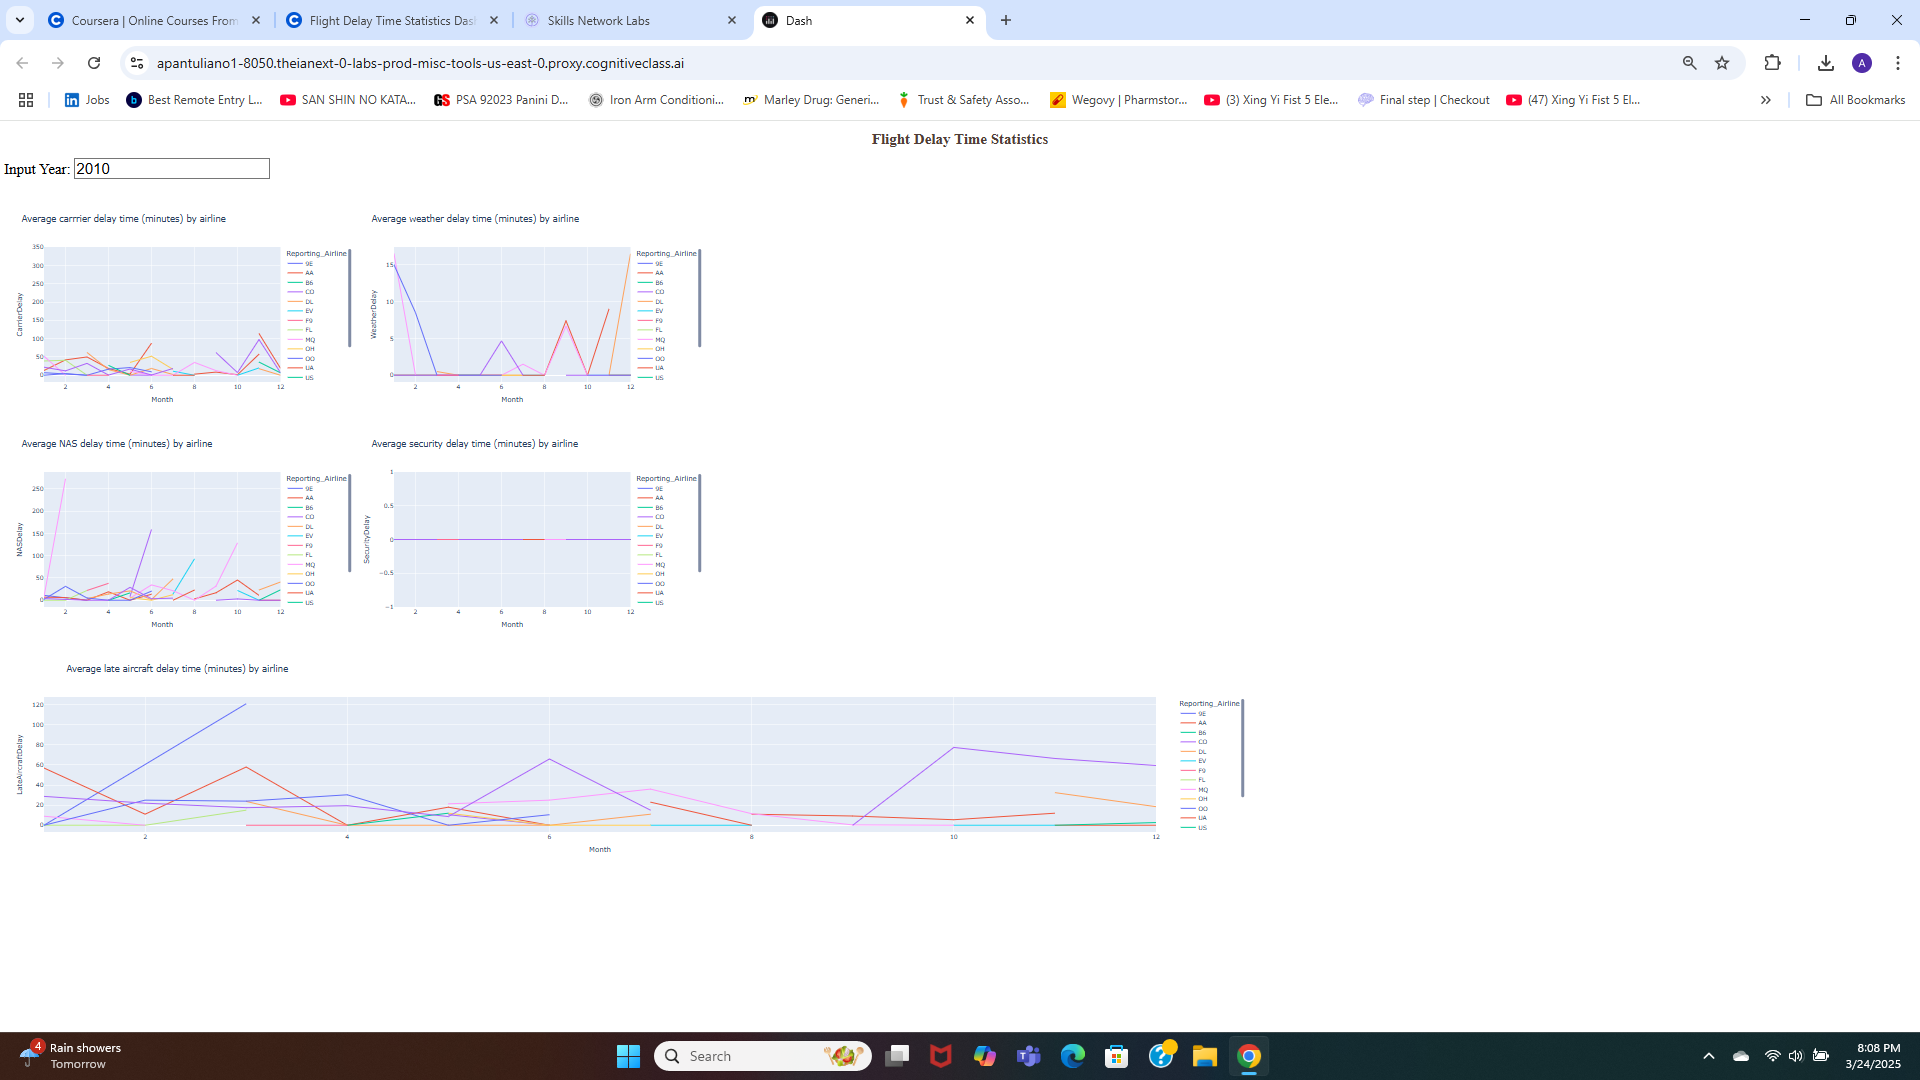 Coursera | Online Courses From
Flight Delay Time Statistics Das
Skills Network Labs
Dash
apantuliano1-8050.theianext-0-labs-prod-misc-tools-us-east-0.proxy.cognitiveclass.ai
A
Jobs
Best Remote Entry L...
SAN SHIN NO KATA...
PSA 92023 Panini D...
Iron Arm Conditioni...
Marley Drug: Generi...
Trust & Safety Asso...
Wegovy | Pharmstor...
(3) Xing Yi Fist 5 Ele...
Final step | Checkout
(47) Xing Yi Fist 5 El...
All Bookmarks
Flight Delay Time Statistics
Input Year: 2010
Average carrrier delay time (minutes) by airline
CarrierDelay
350
300
250
200
150
100
50
0
2 4 6 8 10 12
Month
Reporting_Airline
9E
AA
B6
CO
DL
EV
F9
FL
MQ
OH
OO
UA
US
Average weather delay time (minutes) by airline
WeatherDelay
15
10
5
0
2 4 6 8 10 12
Month
Reporting_Airline
9E
AA
B6
CO
DL
EV
F9
FL
MQ
OH
OO
UA
US
Average NAS delay time (minutes) by airline
NASDelay
250
200
150
100
50
0
2 4 6 8 10 12
Month
Reporting_Airline
9E
AA
B6
CO
DL
EV
F9
FL
MQ
OH
OO
UA
US
Average security delay time (minutes) by airline
SecurityDelay
1
0.5
0
−0.5
−1
2 4 6 8 10 12
Month
Reporting_Airline
9E
AA
B6
CO
DL
EV
F9
FL
MQ
OH
OO
UA
US
Average late aircraft delay time (minutes) by airline
LateAircraftDelay
120
100
80
60
40
20
0
2 4 6 8 10 12
Month
Reporting_Airline
9E
AA
B6
CO
DL
EV
F9
FL
MQ
OH
OO
UA
US
4
Rain showers
Tomorrow
Search
8:08 PM
3/24/2025